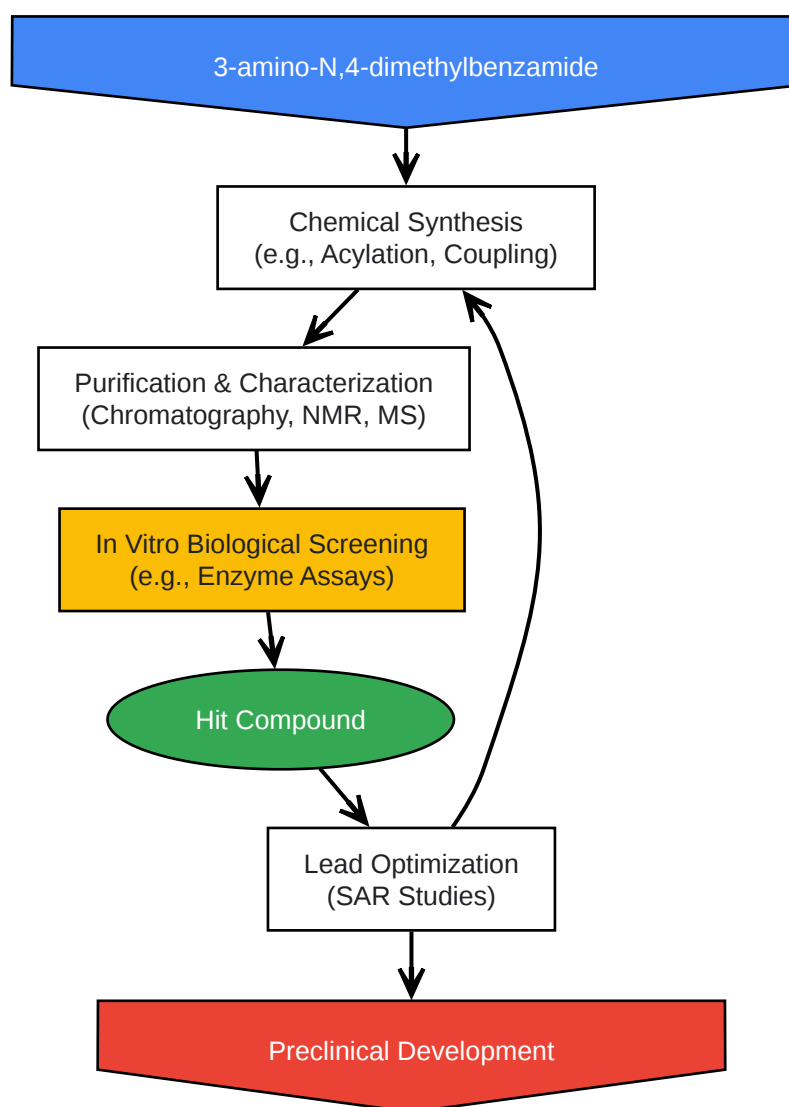 3-amino-N,4-dimethylbenzamide
Chemical Synthesis
(e.g., Acylation, Coupling)
Purification & Characterization
(Chromatography, NMR, MS)
In Vitro Biological Screening
(e.g., Enzyme Assays)
Hit Compound
Lead Optimization
(SAR Studies)
Preclinical Development